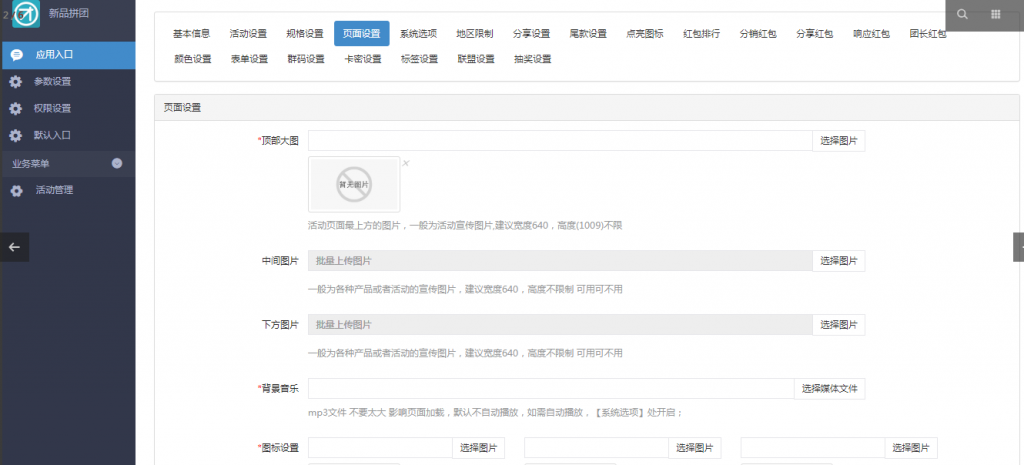 新品拼团
应用入口
参数设置
权限设置
默认入口
业务菜单
活动管理
基本信息 活动设置 规格设置 页面设置 系统选项 地区限制 分享设置 尾款设置 点亮图标 红包排行 分销红包 分享红包 响应红包 团长红包
颜色设置 表单设置 群码设置 卡密设置 标签设置 联盟设置 抽奖设置
页面设置
*顶部大图 选择图片
暂无图片 ×
活动页面最上方的图片，一般为活动宣传图片,建议宽度640，高度(1009)不限
中间图片 批量上传图片 选择图片
一般为各种产品或者活动的宣传图片，建议宽度640，高度不限制 可用可不用
下方图片 批量上传图片 选择图片
一般为各种产品或者活动的宣传图片，建议宽度640，高度不限制 可用可不用
*背景音乐 选择媒体文件
mp3文件 不要太大 影响页面加载，默认不自动播放，如需自动播放，【系统选项】处开启；
*图标设置 选择图片 选择图片 选择图片